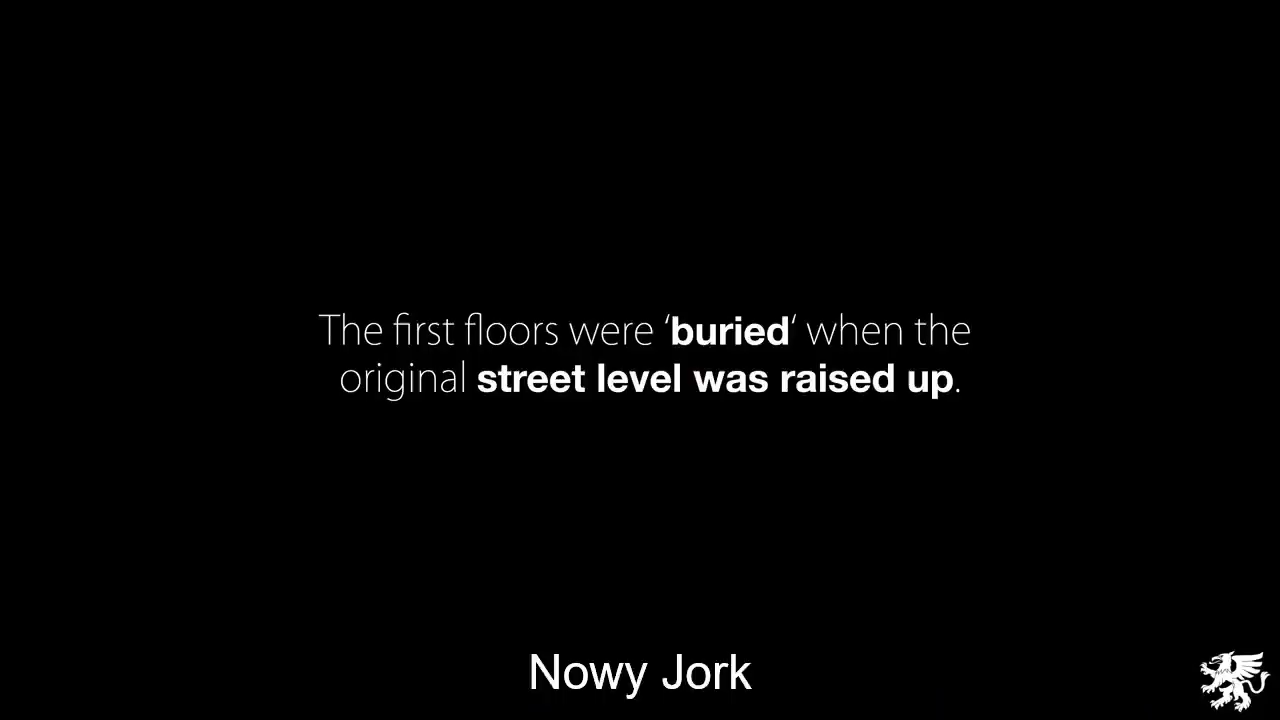 The first floors were ‘buried‘ when the
original street level was raised up.
Nowy Jork